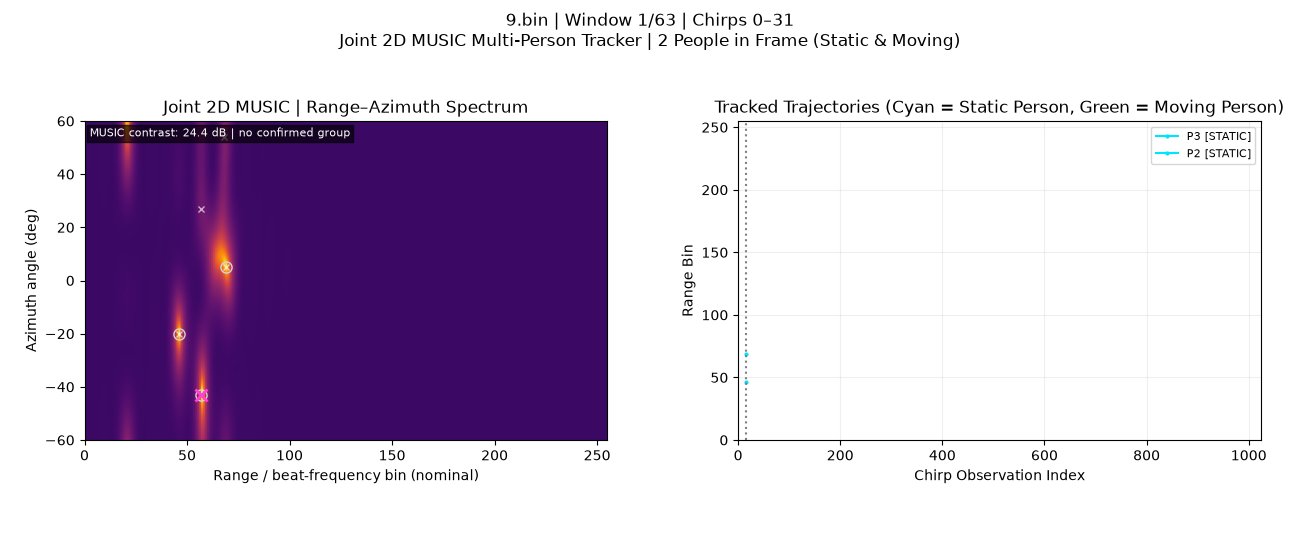 9.bin | Window 1/63 | Chirps 0–31
Joint 2D MUSIC Multi-Person Tracker | 2 People in Frame (Static & Moving)
Joint 2D MUSIC | Range–Azimuth Spectrum
MUSIC contrast: 24.4 dB | no confirmed group
60
40
20
0
−20
−40
−60
Azimuth angle (deg)
0
50
100
150
200
250
Range / beat-frequency bin (nominal)
Tracked Trajectories (Cyan = Static Person, Green = Moving Person)
P3 [STATIC]
P2 [STATIC]
250
200
150
100
50
0
Range Bin
0
200
400
600
800
1000
Chirp Observation Index